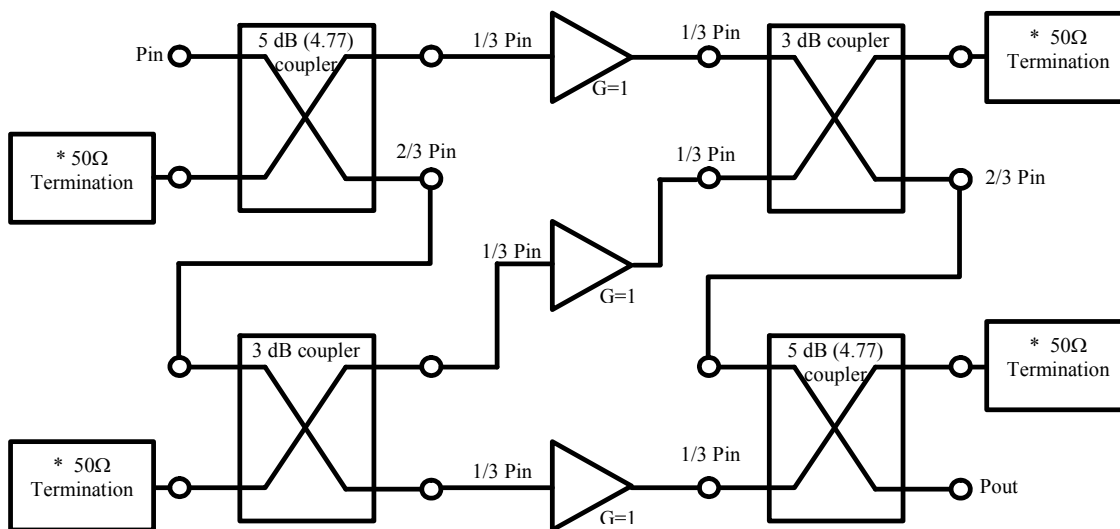 Pin
5 dB (4.77)
coupler
1/3 Pin
G=1
1/3 Pin
3 dB coupler
* 50Ω
Termination
* 50Ω
Termination
2/3 Pin
1/3 Pin
2/3 Pin
1/3 Pin
G=1
3 dB coupler
5 dB (4.77)
coupler
* 50Ω
Termination
* 50Ω
Termination
1/3 Pin
G=1
1/3 Pin
Pout